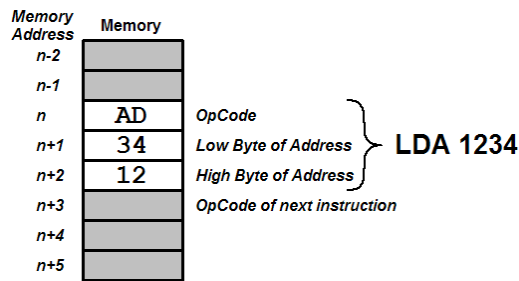 Memory Address Memory
n-2
n-1
n AD OpCode
n+1 34 Low Byte of Address
n+2 12 High Byte of Address
LDA 1234
n+3 OpCode of next instruction
n+4
n+5